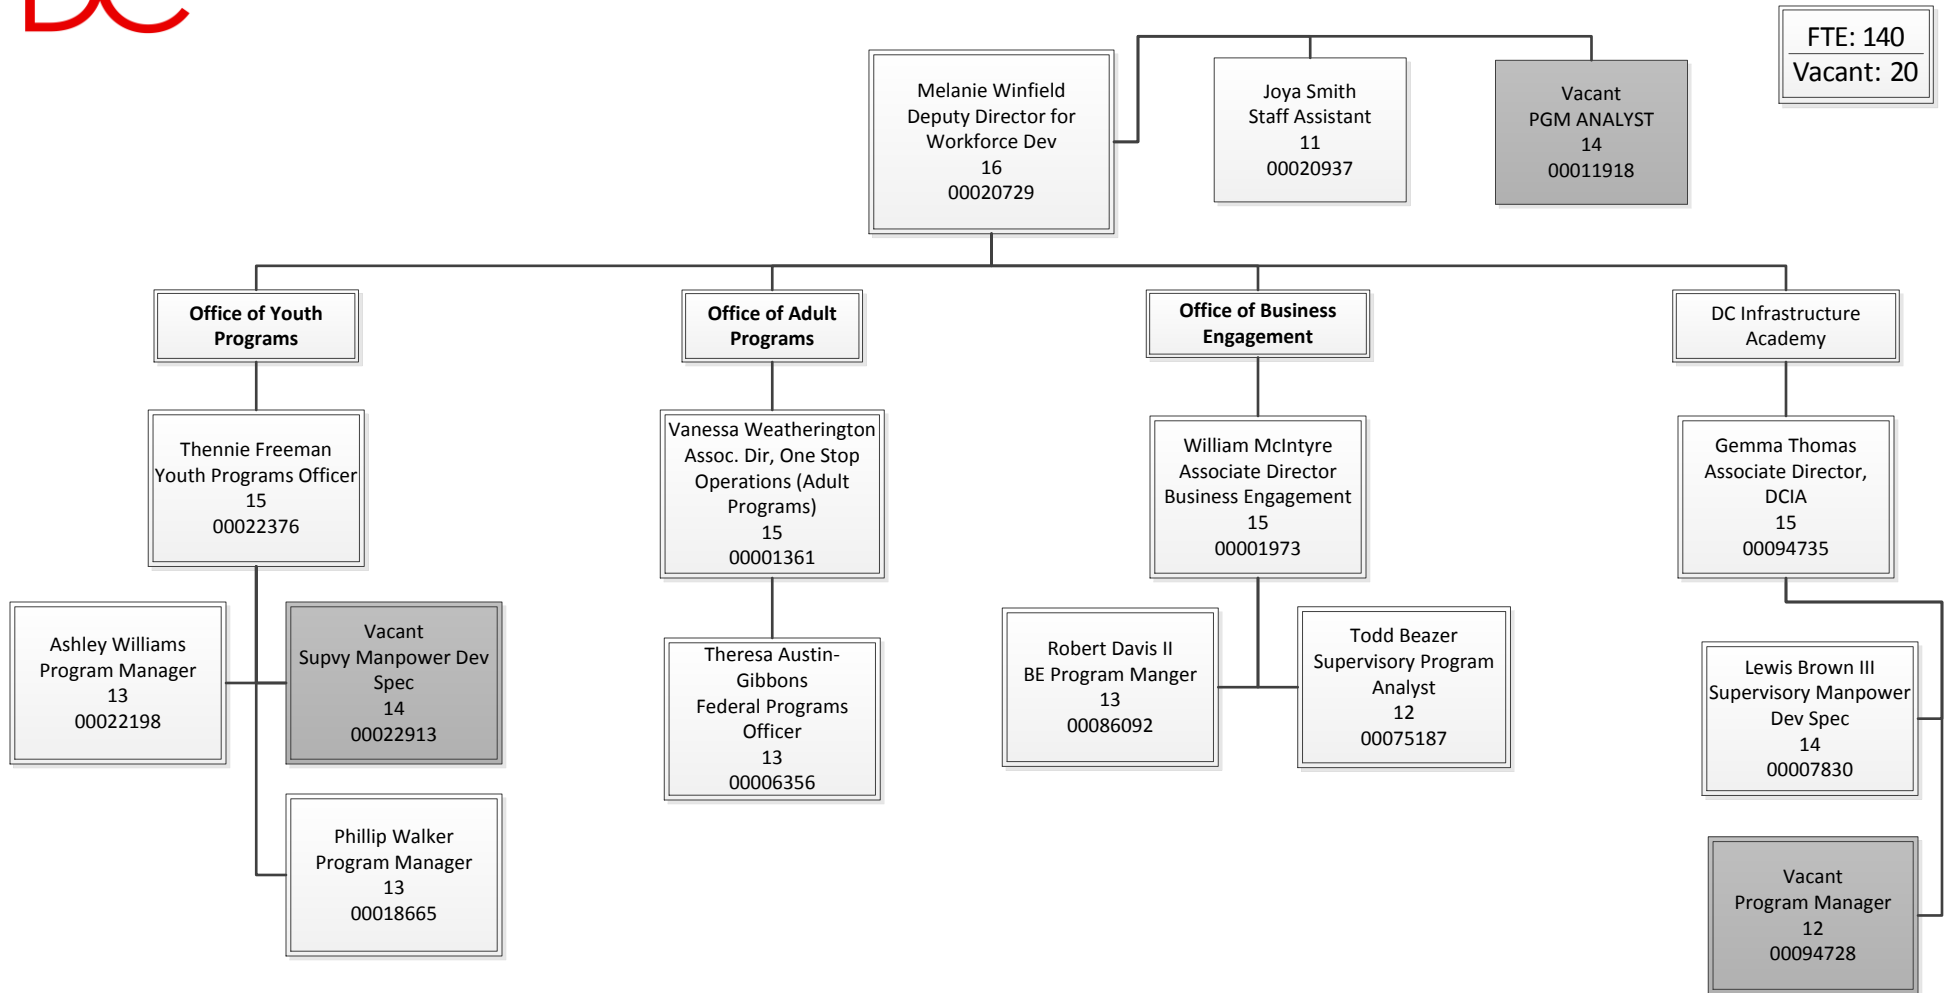 DC
FTE: 140
Vacant: 20
Melanie Winfield
Deputy Director for
Workforce Dev
16
00020729
Joya Smith
Staff Assistant
11
00020937
Vacant
PGM ANALYST
14
00011918
Office of Youth
Programs
Office of Adult
Programs
Office of Business
Engagement
DC Infrastructure
Academy
Thennie Freeman
Youth Programs Officer
15
00022376
Vanessa Weatherington
Assoc. Dir, One Stop
Operations (Adult
Programs)
15
00001361
William McIntyre
Associate Director
Business Engagement
15
00001973
Gemma Thomas
Associate Director,
DCIA
15
00094735
Ashley Williams
Program Manager
13
00022198
Vacant
Supvy Manpower Dev
Spec
14
00022913
Theresa Austin-
Gibbons
Federal Programs
Officer
13
00006356
Robert Davis II
BE Program Manger
13
00086092
Todd Beazer
Supervisory Program
Analyst
12
00075187
Lewis Brown III
Supervisory Manpower
Dev Spec
14
00007830
Phillip Walker
Program Manager
13
00018665
Vacant
Program Manager
12
00094728